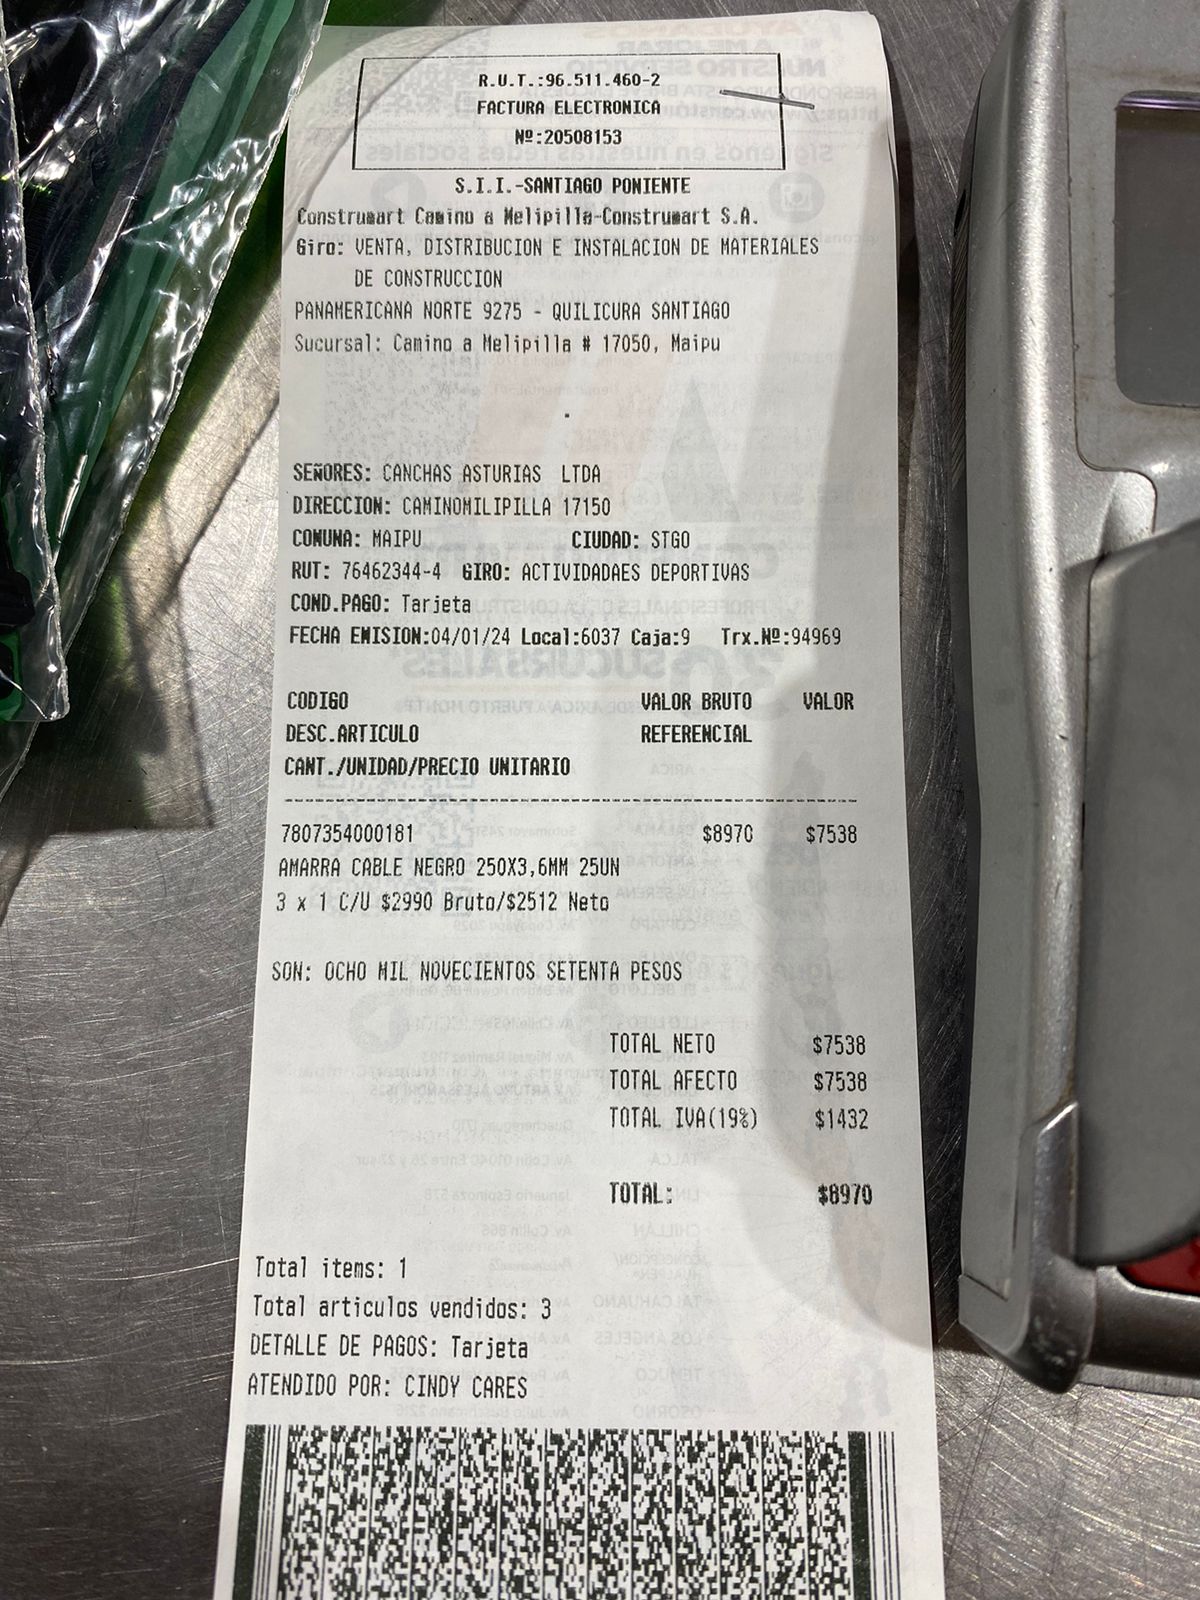 R.U.T.:96.511.460-2
FACTURA ELECTRONICA
Nº:20508153
S.I.I.-SANTIAGO PONIENTE
Construmart Camino a Melipilla-Construmart S.A.
Giro: VENTA, DISTRIBUCION E INSTALACION DE MATERIALES
DE CONSTRUCCION
PANAMERICANA NORTE 9275 - QUILICURA SANTIAGO
Sucursal: Camino a Melipilla # 17050, Maipu
.
SEÑORES: CANCHAS ASTURIAS LTDA
DIRECCION: CAMINOMILIPILLA 17150
COMUNA: MAIPU CIUDAD: STGO
RUT: 76462344-4 GIRO: ACTIVIDADAES DEPORTIVAS
COND.PAGO: Tarjeta
FECHA EMISION:04/01/24 Local:6037 Caja:9 Trx.Nº:94969
CODIGO VALOR BRUTO VALOR
DESC.ARTICULO REFERENCIAL
CANT./UNIDAD/PRECIO UNITARIO
7807354000181 $8970 $7538
AMARRA CABLE NEGRO 250X3,6MM 25UN
3 x 1 C/U $2990 Bruto/$2512 Neto
SON: OCHO MIL NOVECIENTOS SETENTA PESOS
TOTAL NETO $7538
TOTAL AFECTO $7538
TOTAL IVA(19%) $1432
TOTAL: $8970
Total items: 1
Total articulos vendidos: 3
DETALLE DE PAGOS: Tarjeta
ATENDIDO POR: CINDY CARES